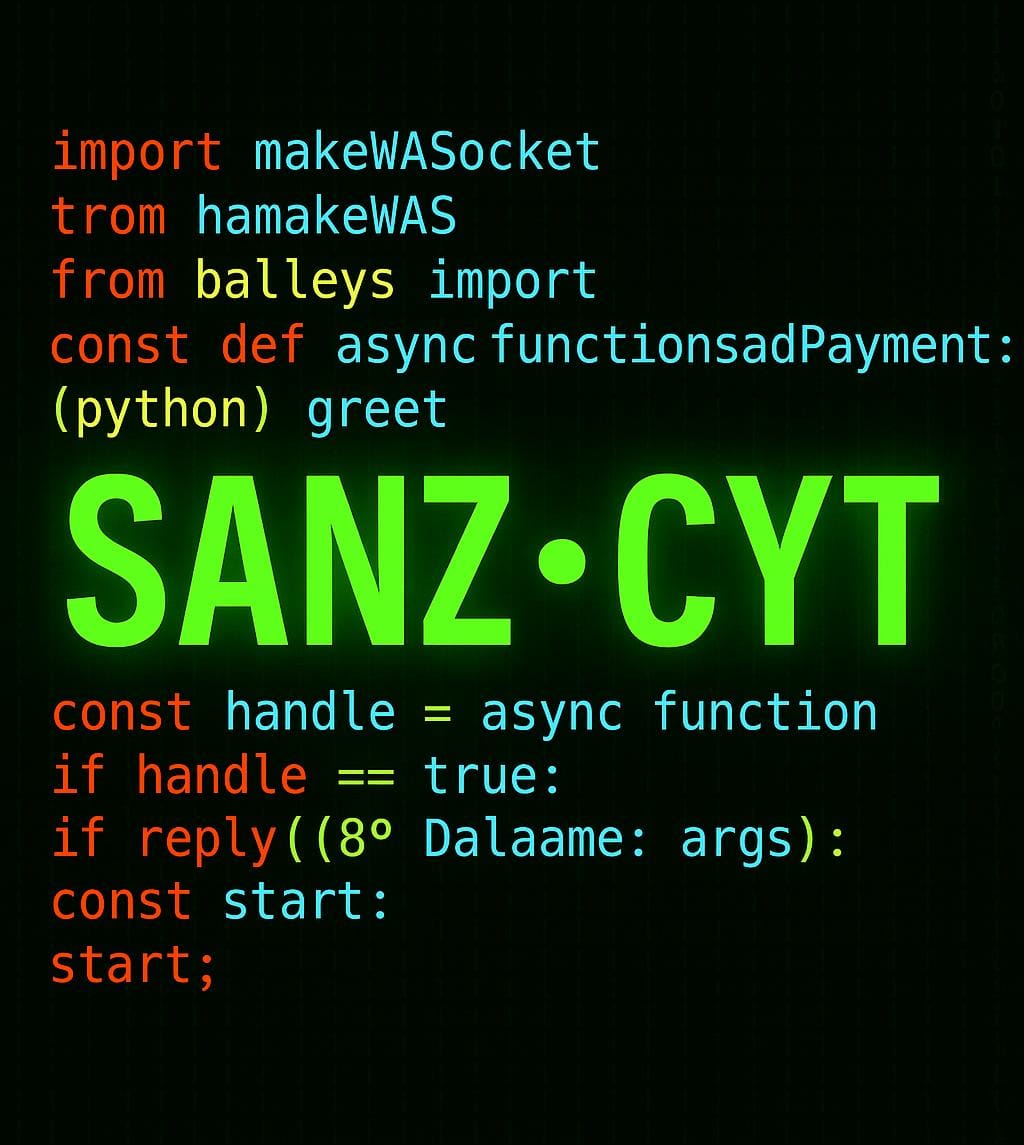 import makeWASocket
trom hamakeWAS
from balleys import
const def async functionsadPayment:
(python) greet
SANZ·CYT
const handle = async function
if handle == true:
if reply((8º Dalaame: args):
const start:
start;